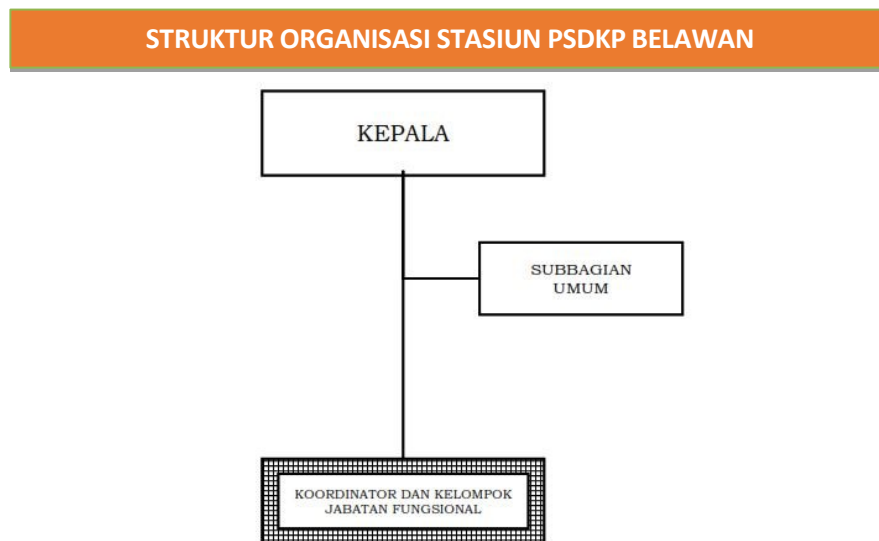 STRUKTUR ORGANISASI STASIUN PSDKP BELAWAN
KEPALA
SUBBAGIAN
UMUM
KOORDINATOR DAN KELOMPOK
JABATAN FUNGSIONAL